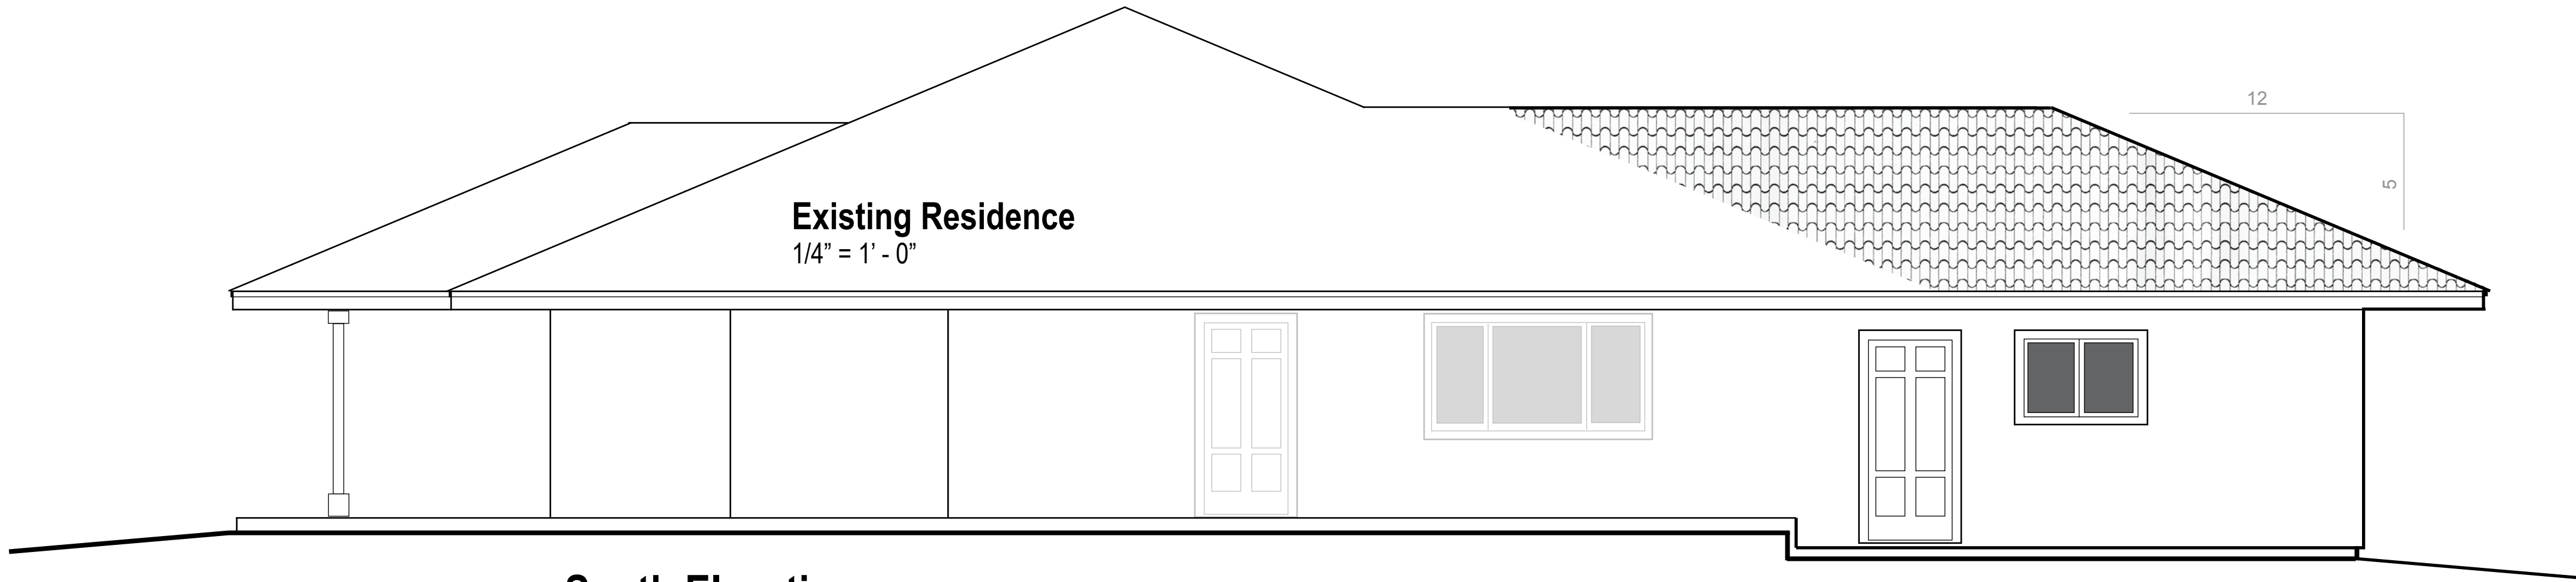 12
5
Existing Residence
1/4” = 1’ - 0”